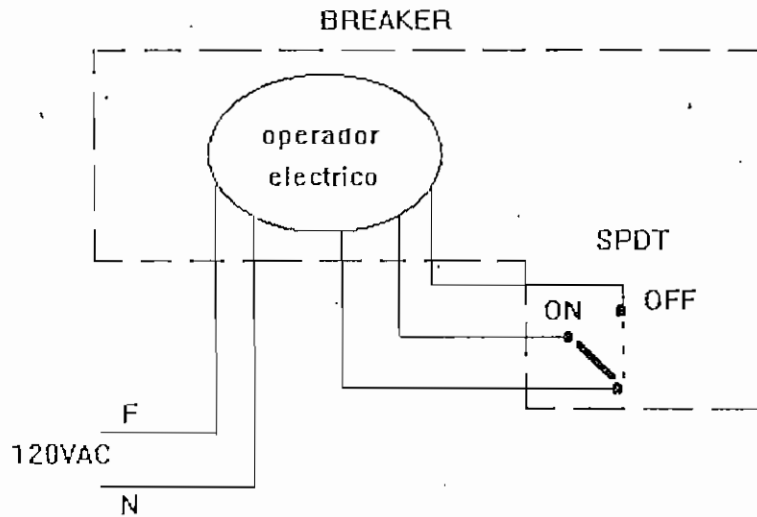 BREAKER
operador
electrico
SPDT
ON
OFF
F
120VAC
N